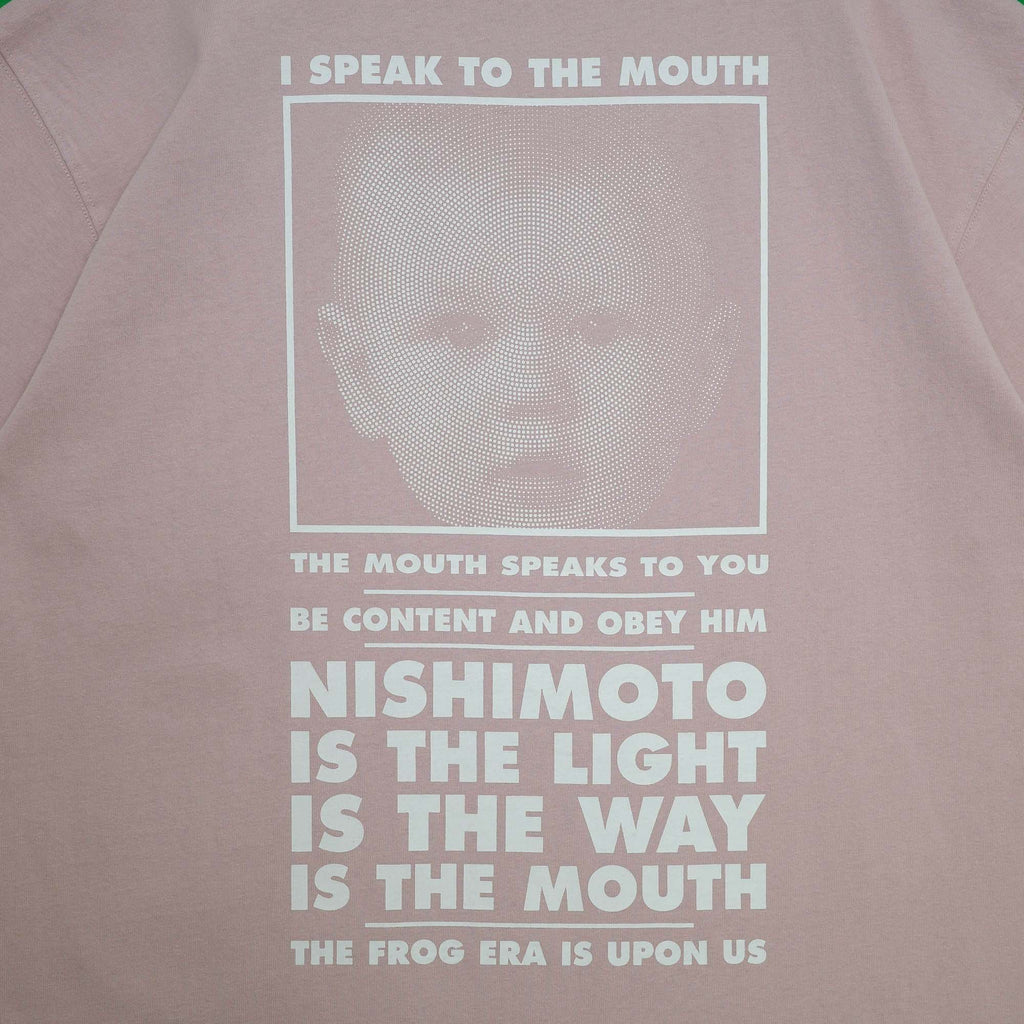 I SPEAK TO THE MOUTH
THE MOUTH SPEAKS TO YOU
BE CONTENT AND OBEY HIM
NISHIMOTO
IS THE LIGHT
IS THE WAY
IS THE MOUTH
THE FROG ERA IS UPON US